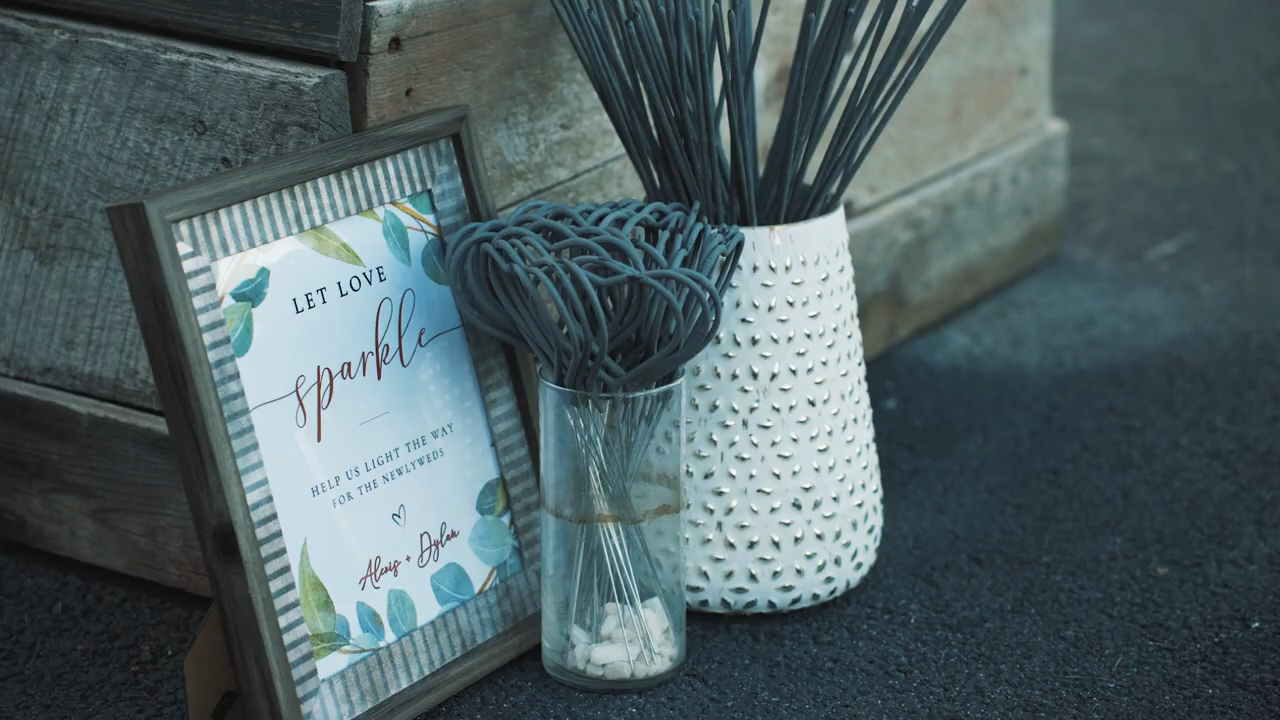 LET LOVE
sparkle
HELP US LIGHT THE WAY
FOR THE NEWLYWEDS
Alexis + Dylan